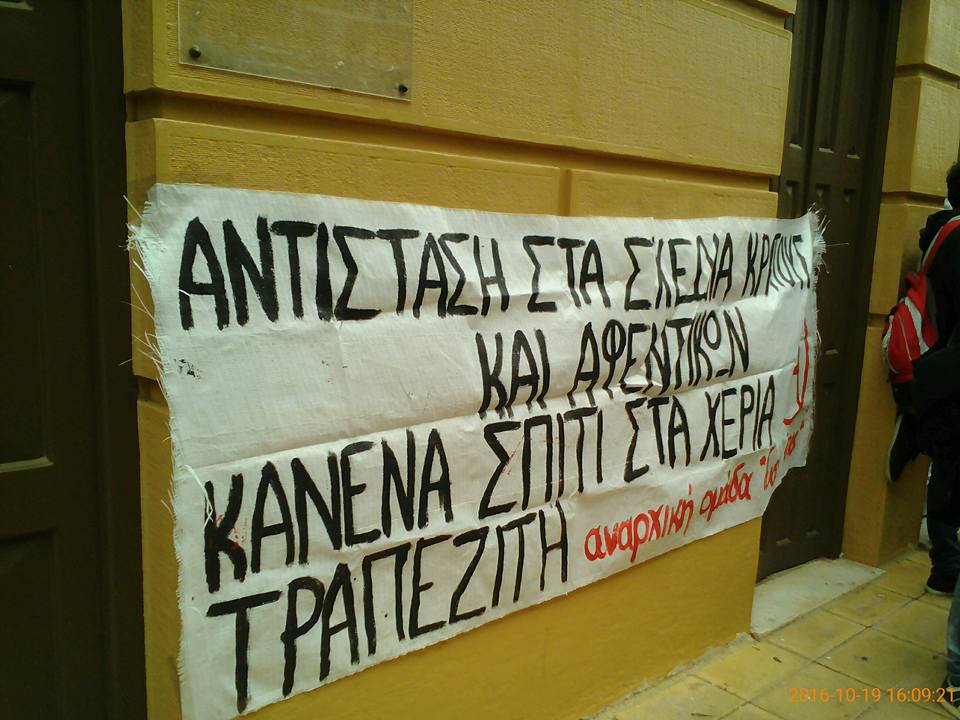 ΑΝΤΙΣΤΑΣΗ ΣΤΑ ΣΧΕΔΙΑ ΚΡΑΤΟΥΣ
ΚΑΙ ΑΦΕΝΤΙΚΩΝ
ΚΑΝΕΝΑ ΣΠΙΤΙ ΣΤΑ ΧΕΡΙΑ
ΤΡΑΠΕΖΙΤΗ
αναρχική ομάδα
2016-10-19 16:09:21